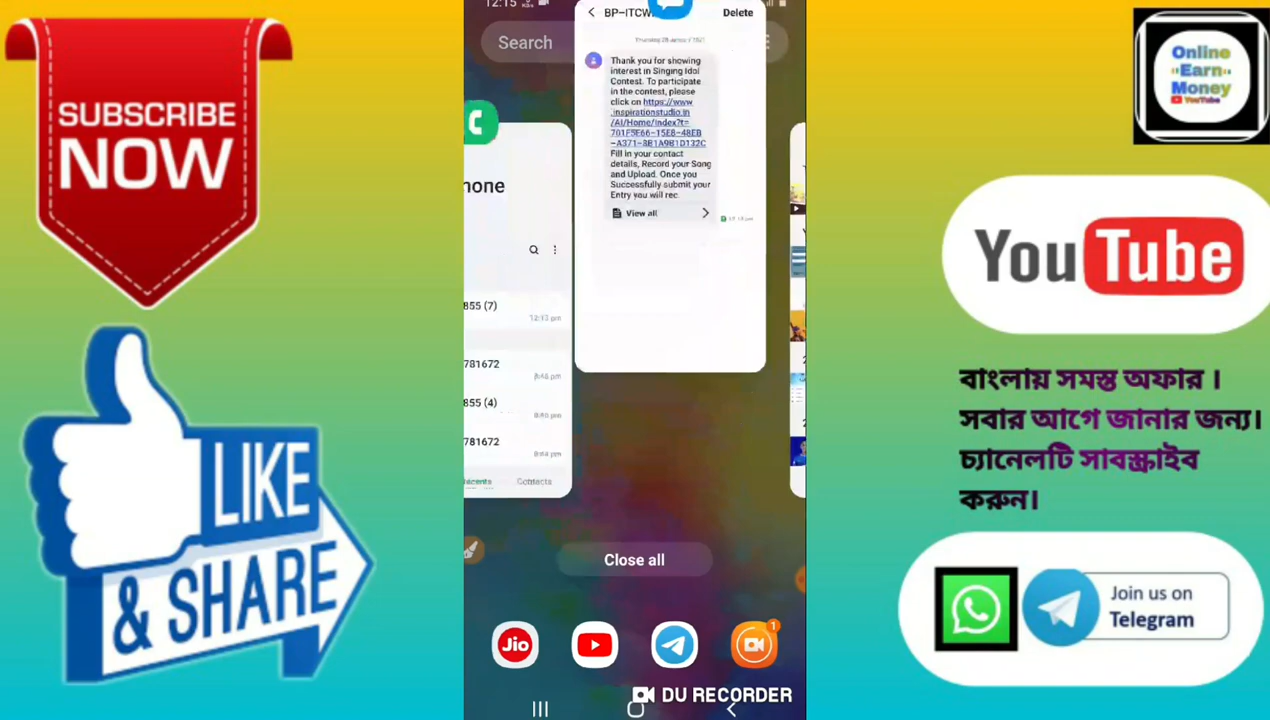 SUBSCRIBE
NOW
LIKE
& SHARE
12:15
Search
BP-ITCW
Delete
Thank you for showing
interest in Singing Idol
Contest. To participate
in the contest, please
click on https://www
.inspirationstudio.in
/AI/Home/Index?t=
701F5E66-15E8-48EB
-A371-3B1A9B1D132C
Fill in your contact
details, Record your Song
and Upload. Once you
Successfully submit your
Entry you will rec
View all
hone
855 (7)
12:13 pm
781672
855 (4)
781672
Contacts
Close all
Jio
1
DU RECORDER
Online
Earn
Money
YouTube
YouTube
বাংলায় সমস্ত অফার ।
সবার আগে জানার জন্য।
চ্যানেলটি সাবস্ক্রাইব
করুন।
Join us on
Telegram